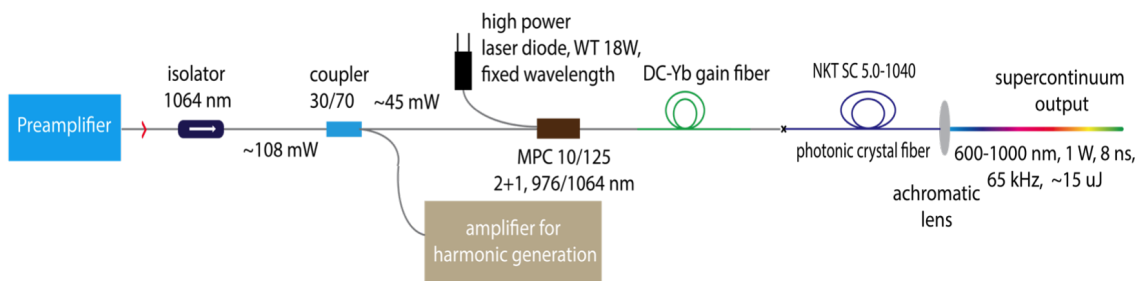 Preamplifier
isolator
1064 nm
~108 mW
coupler
30/70
~45 mW
high power
laser diode, WT 18W,
fixed wavelength
MPC 10/125
2+1, 976/1064 nm
amplifier for
harmonic generation
DC-Yb gain fiber
NKT SC 5.0-1040
photonic crystal fiber
achromatic
lens
supercontinuum
output
600-1000 nm, 1 W, 8 ns,
65 kHz, ~15 uJ